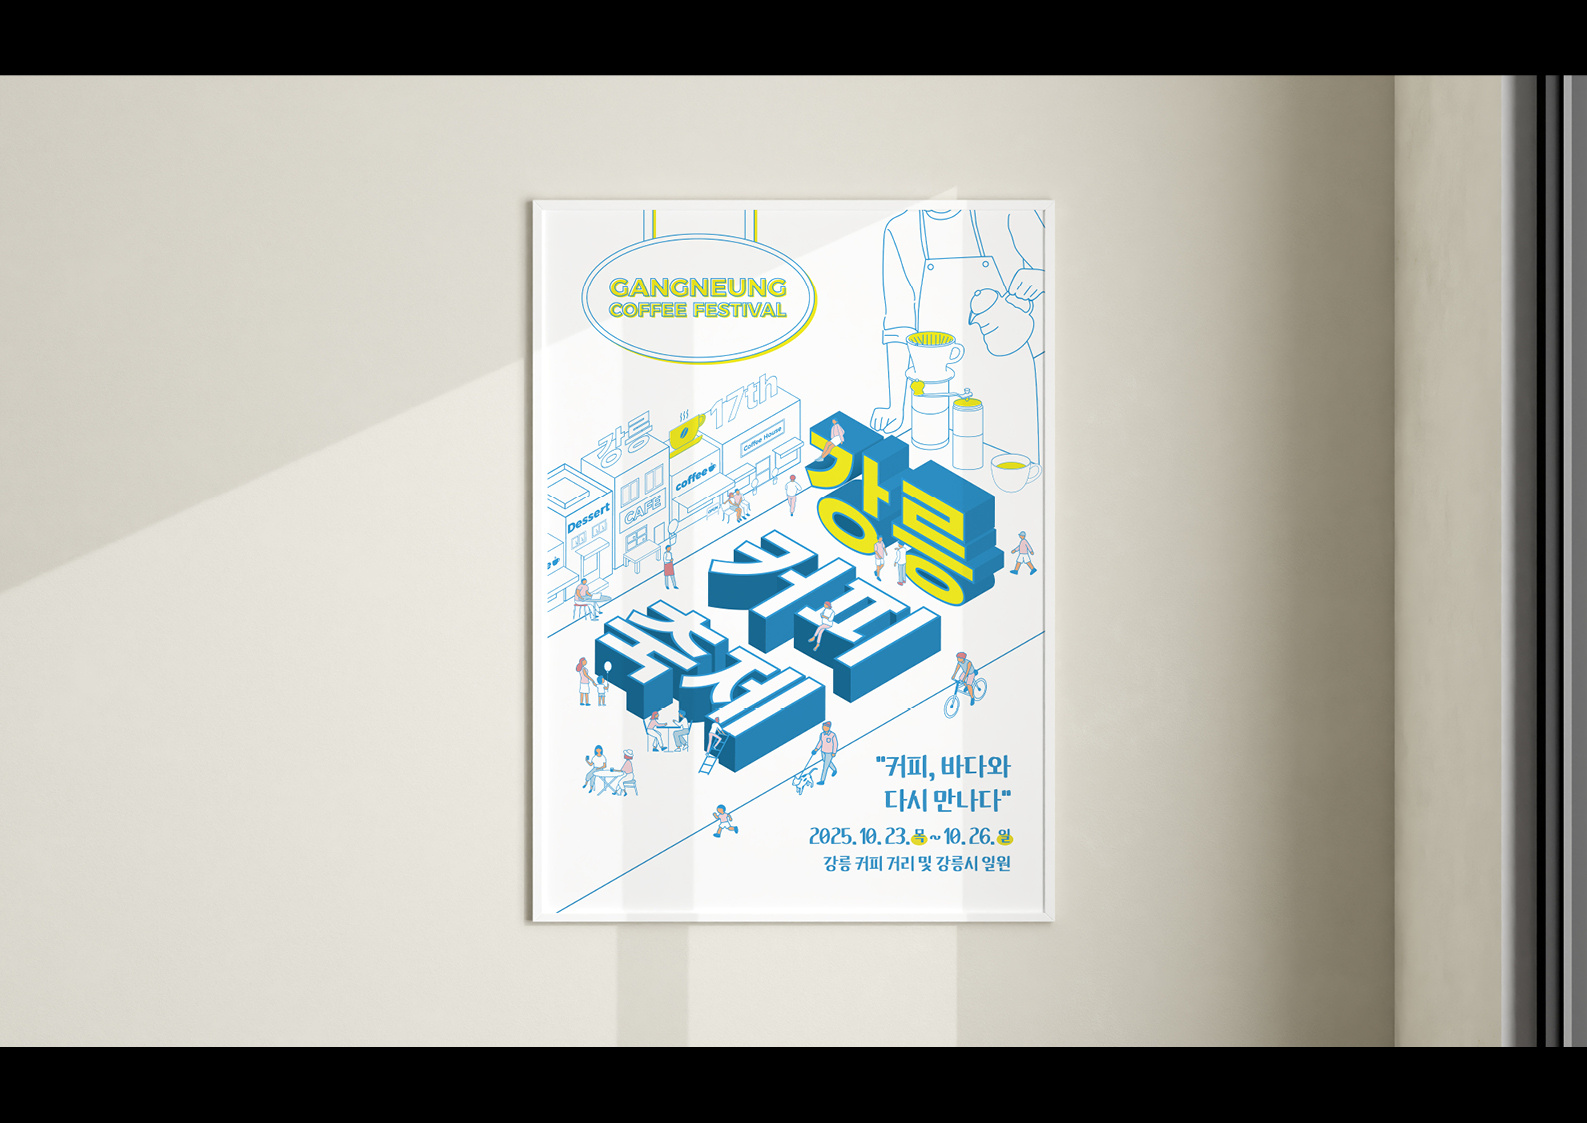 GANGNEUNG
COFFEE FESTIVAL
강릉
17th
Coffee House
coffee
CAFE
Dessert
강릉
커피
축제
"커피, 바다와
다시 만나다"
2025.10.23.목~10.26.일
강릉 커피 거리 및 강릉시 일원